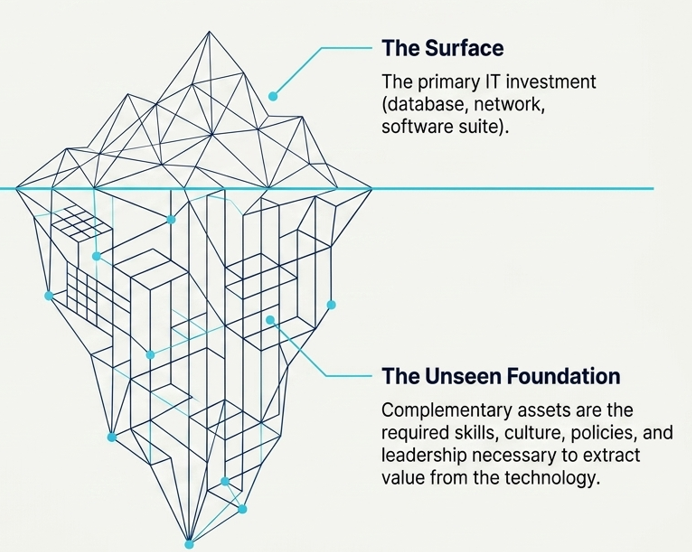 The Surface
The primary IT investment
(database, network,
software suite).
The Unseen Foundation
Complementary assets are the
required skills, culture, policies, and
leadership necessary to extract
value from the technology.